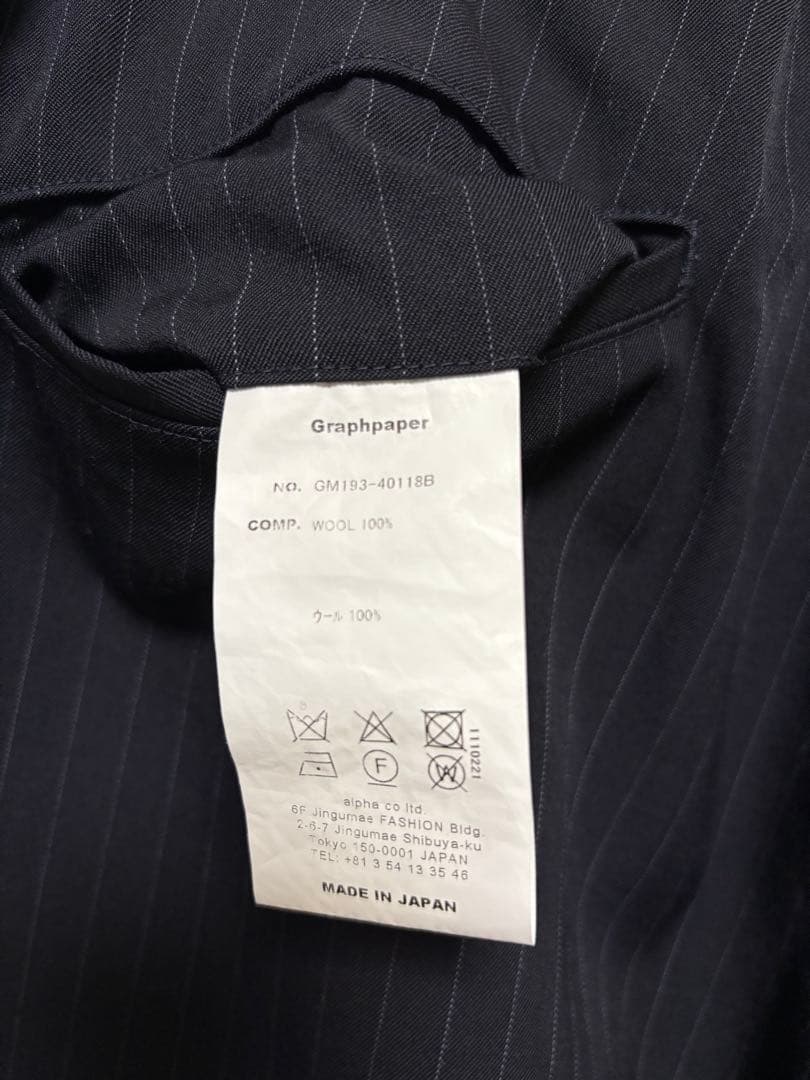 Graphpaper
NO. GM193-40118B
COMP. WOOL 100%
ウール 100%
1110221
F
W
alpha co ltd.
6F Jingumae FASHION Bldg.
2-6-7 Jingumae Shibuya-ku
Tokyo 150-0001 JAPAN
TEL: +81 3 54 13 35 46
MADE IN JAPAN